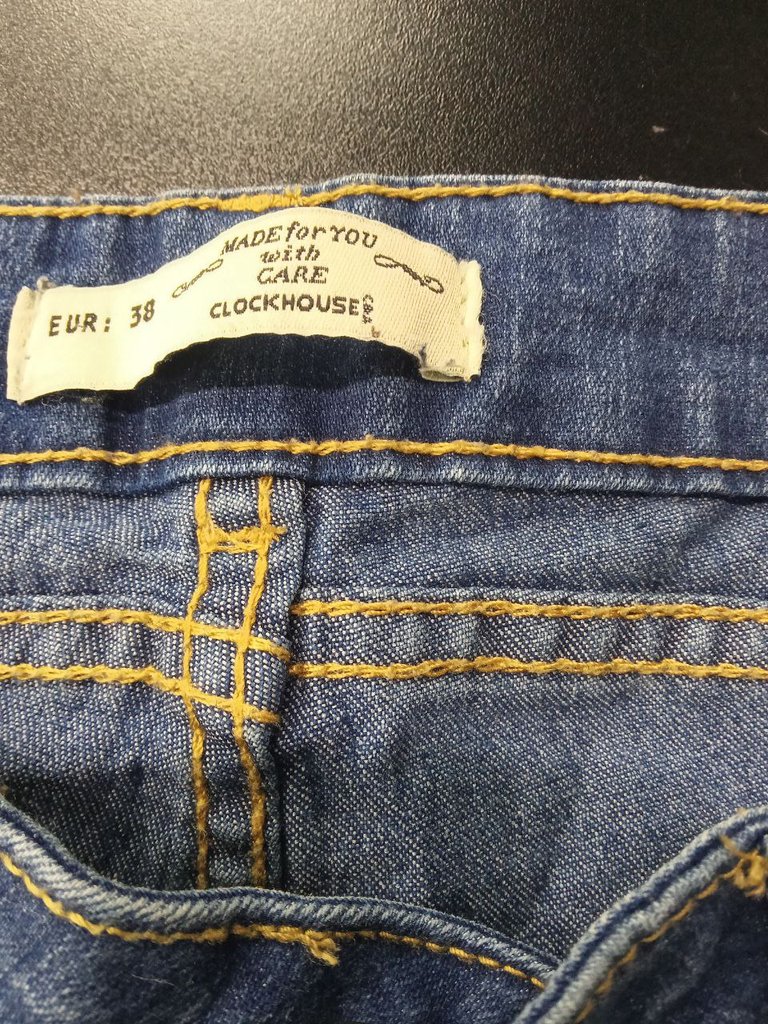 MADE for YOU
with
CARE
EUR: 38
CLOCKHOUSE
C&A